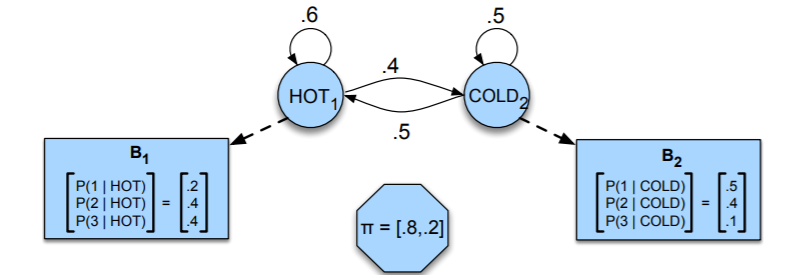 .6
.5
.4
HOT1
COLD2
.5
B1
P(1 | HOT)
P(2 | HOT)
P(3 | HOT)
=
.2
.4
.4
π = [.8,.2]
B2
P(1 | COLD)
P(2 | COLD)
P(3 | COLD)
=
.5
.4
.1